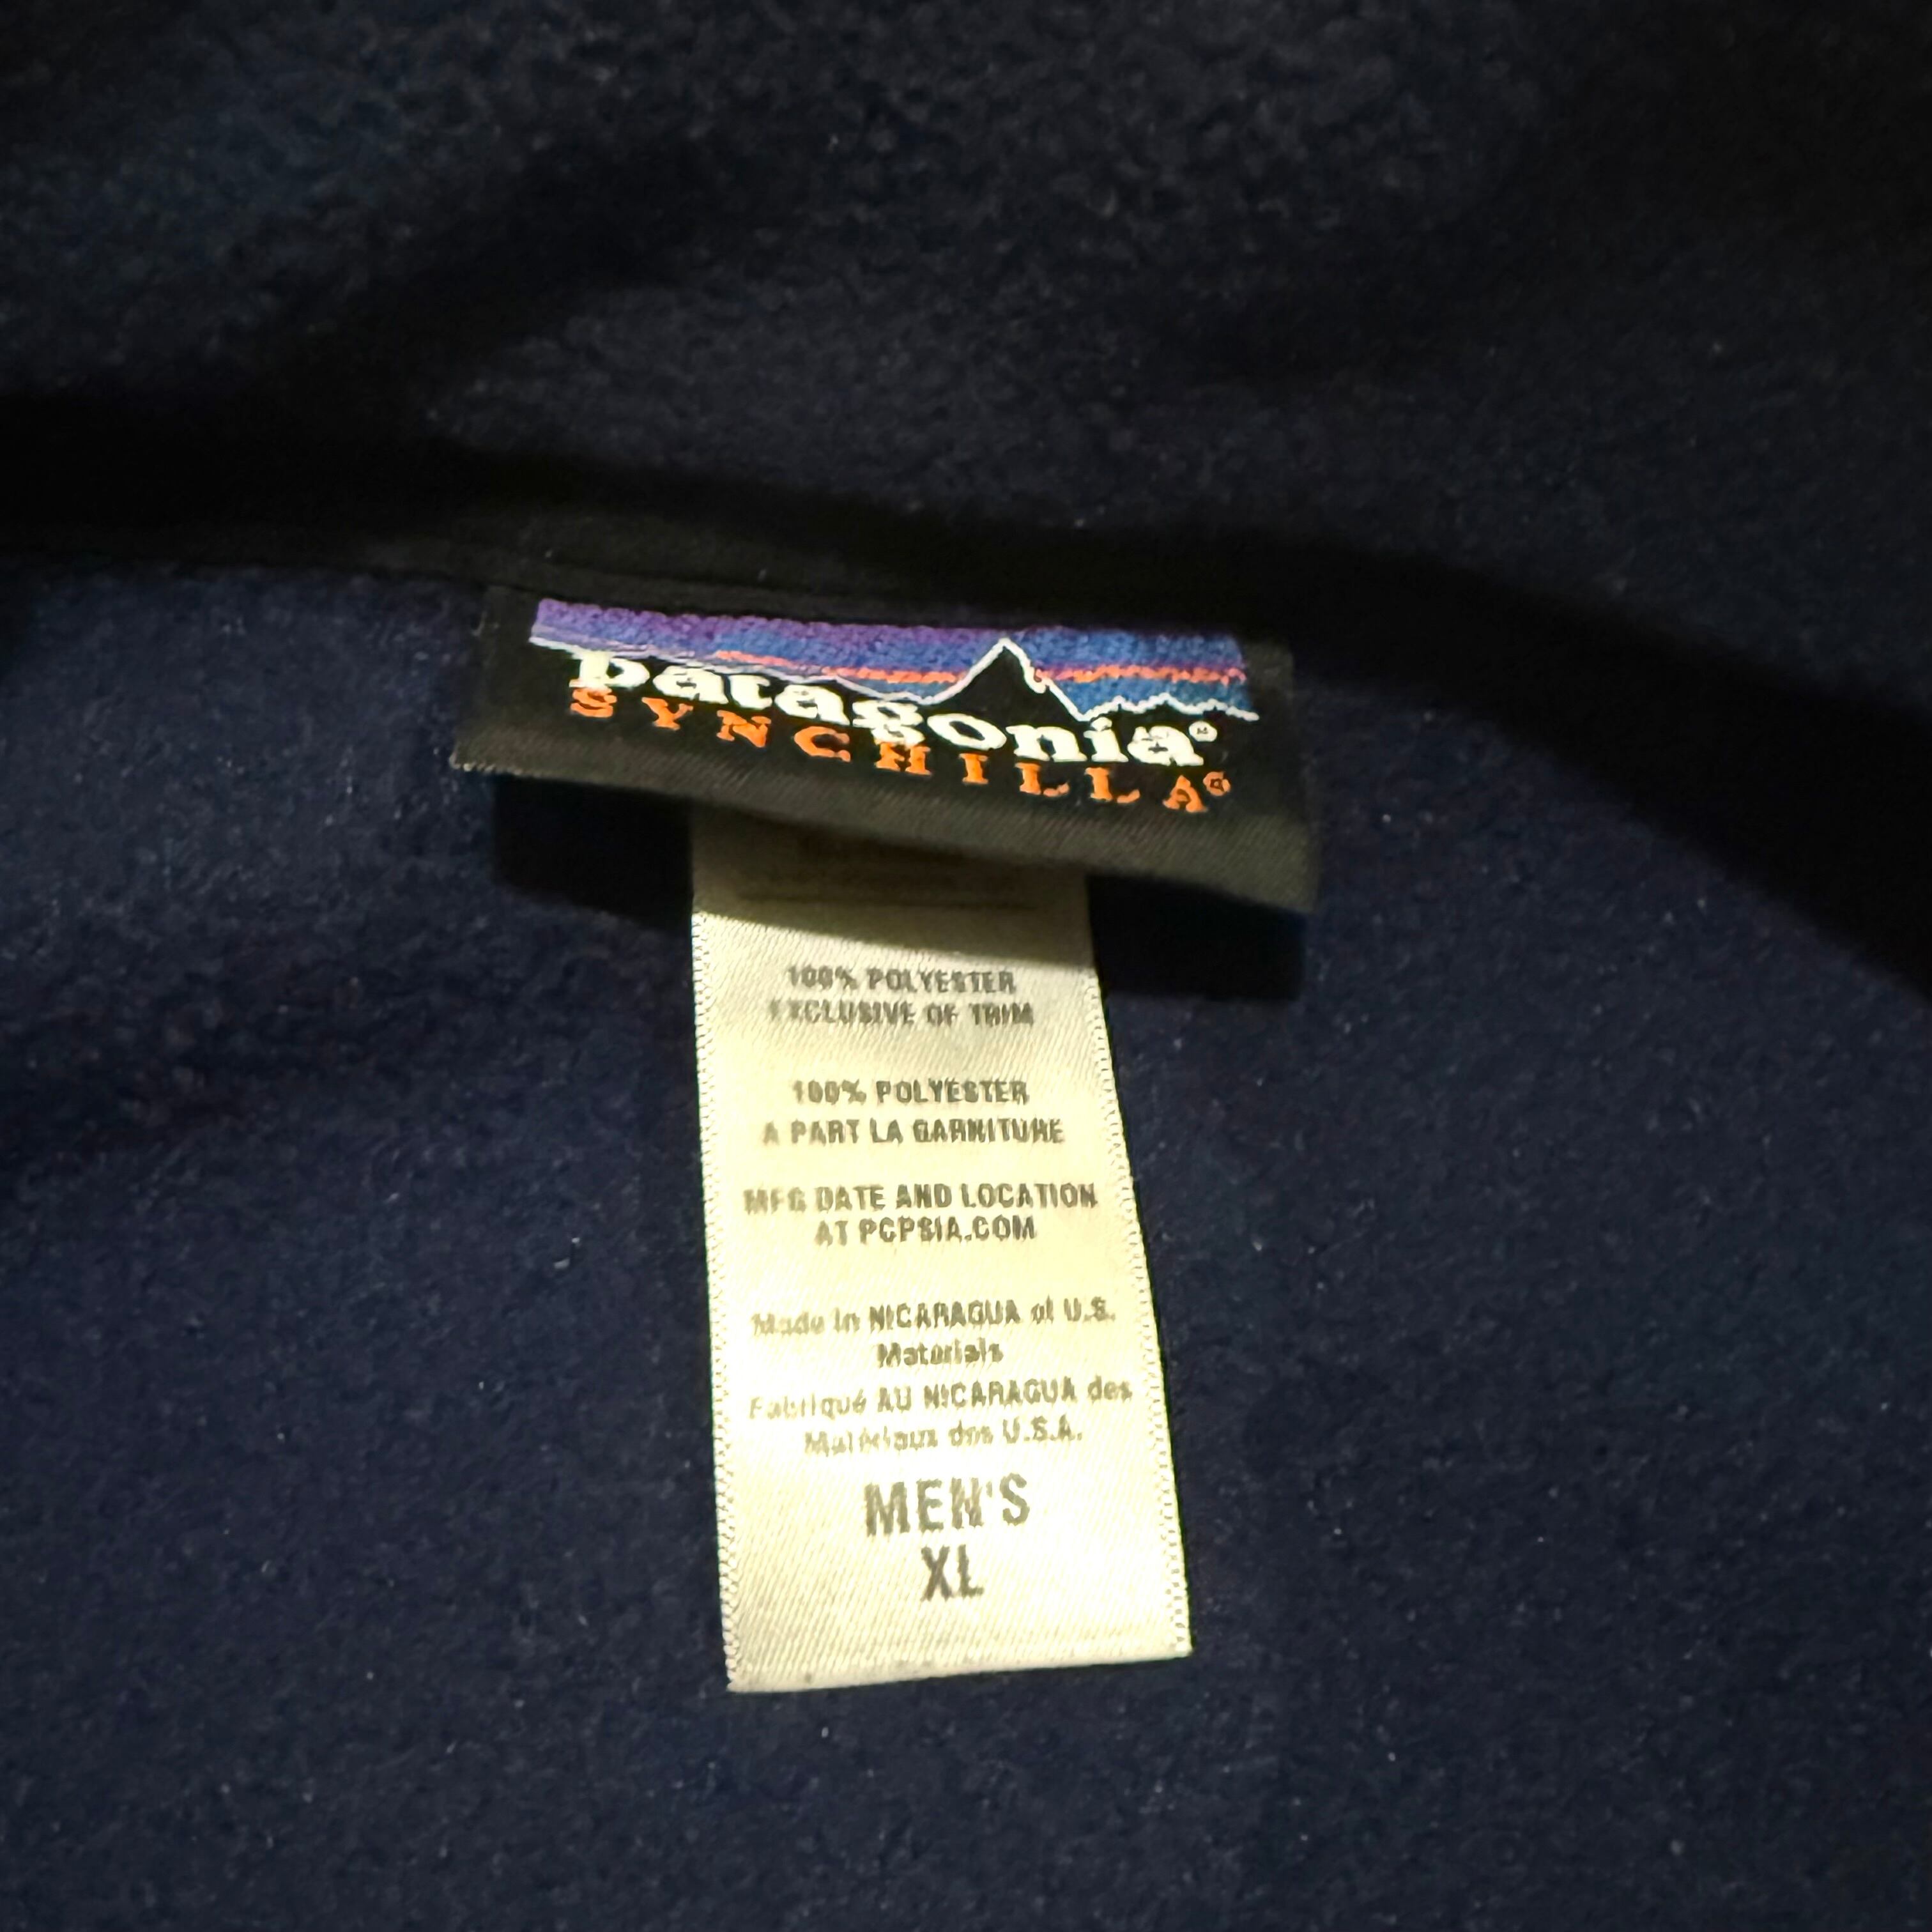 patagonia®
SYNCHILLA®
100% POLYESTER
EXCLUSIVE OF TRIM
100% POLYESTER
A PART LA GARNITURE
MFG DATE AND LOCATION
AT PCPSIA.COM
Made in NICARAGUA of U.S.
Materials
Fabriqué AU NICARAGUA des
Matériaux des U.S.A.
MEN'S
XL